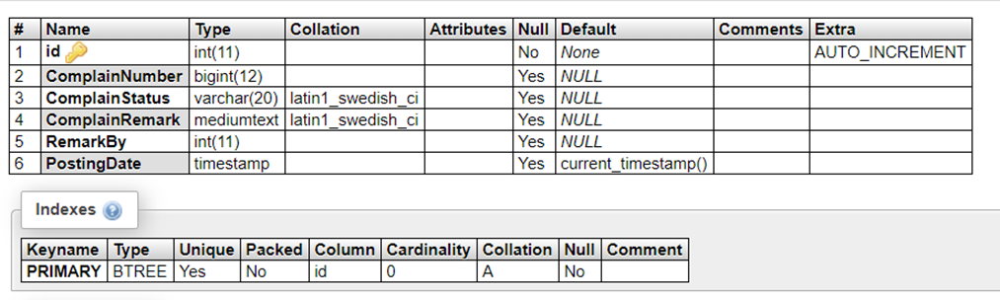 # Name Type Collation Attributes Null Default Comments Extra
1 id int(11) No None AUTO_INCREMENT
2 ComplainNumber bigint(12) Yes NULL
3 ComplainStatus varchar(20) latin1_swedish_ci Yes NULL
4 ComplainRemark mediumtext latin1_swedish_ci Yes NULL
5 RemarkBy int(11) Yes NULL
6 PostingDate timestamp Yes current_timestamp()
Indexes ?
Keyname Type Unique Packed Column Cardinality Collation Null Comment
PRIMARY BTREE Yes No id 0 A No